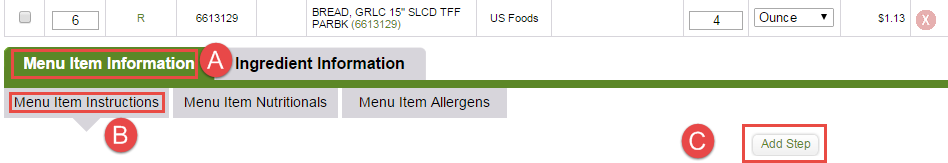 6 R 6613129 BREAD, GRLC 15" SLCD TFF US Foods 4 Ounce $1.13 X
PARBK (6613129)
Menu Item Information A Ingredient Information
Menu Item Instructions Menu Item Nutritionals Menu Item Allergens
B C Add Step